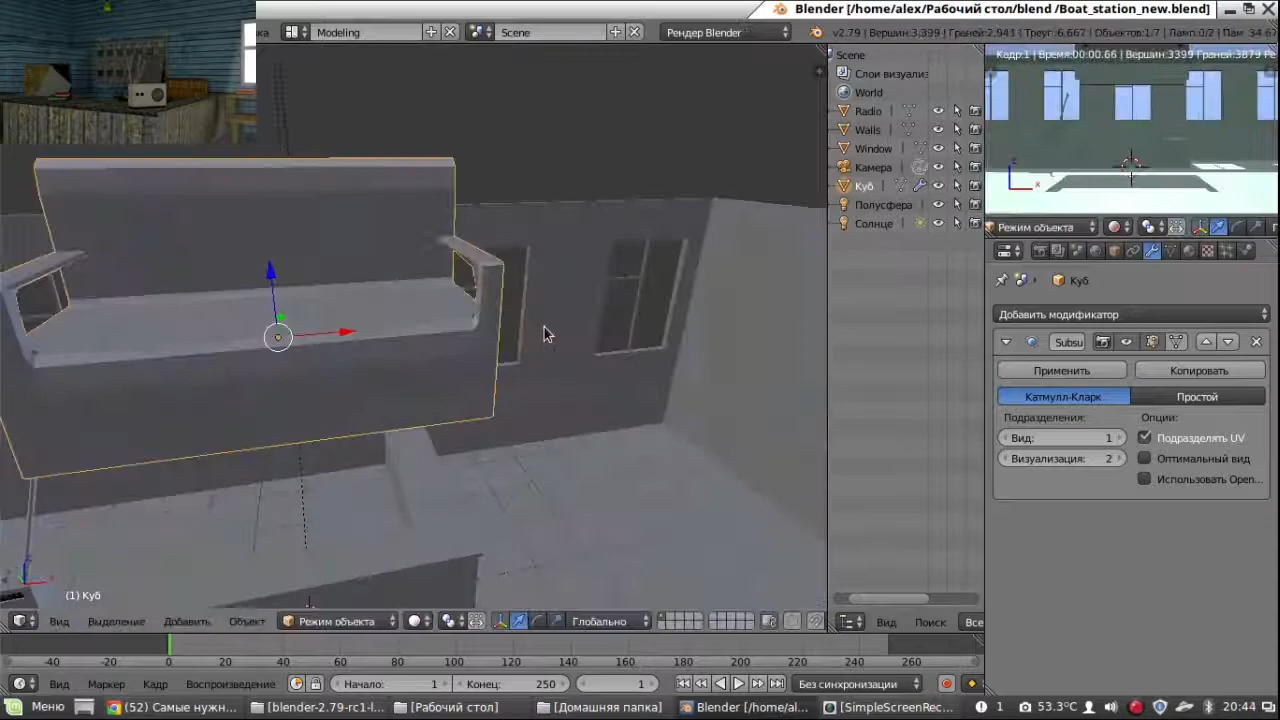 Blender [/home/alex/Рабочий стол/blend /Boat_station_new.blend]
ка
Modeling
Scene
Рендер Blender
v2.79 | Вершин:3,399 | Граней:2,941 | Треуг.:6,667 | Объектов:1/7 | Ламп:0/2 | Пам
Scene
Слои визуализ
World
Radio
Walls
Window
Камера
Куб
Полусфера
Солнце
Кадр:1 | Время:00:00.66 | Вершин:3399 Граней:3879 Ре
Режим объекта
Куб
Добавить модификатор
Subsu
Применить
Копировать
Катмулл-Кларк
Простой
Подразделения:
Опции:
Вид: 1
Подразделять UV
Визуализация: 2
Оптимальный вид
Использовать Open...
(1) Куб
Вид
Выделение
Добавить
Объект
Режим объекта
Глобально
Вид
Поиск
Все
-40 -20 0 20 40 60 80 100 120 140 160 180 200 220 240 260
Вид
Маркер
Кадр
Воспроизведение
Начало: 1
Конец: 250
1
Без синхронизации
Меню
(52) Самые нужн...
[blender-2.79-rc1-l...
[Рабочий стол]
[Домашняя папка]
Blender [/home/al...
[SimpleScreenRec...
1
53.3°C
20:44